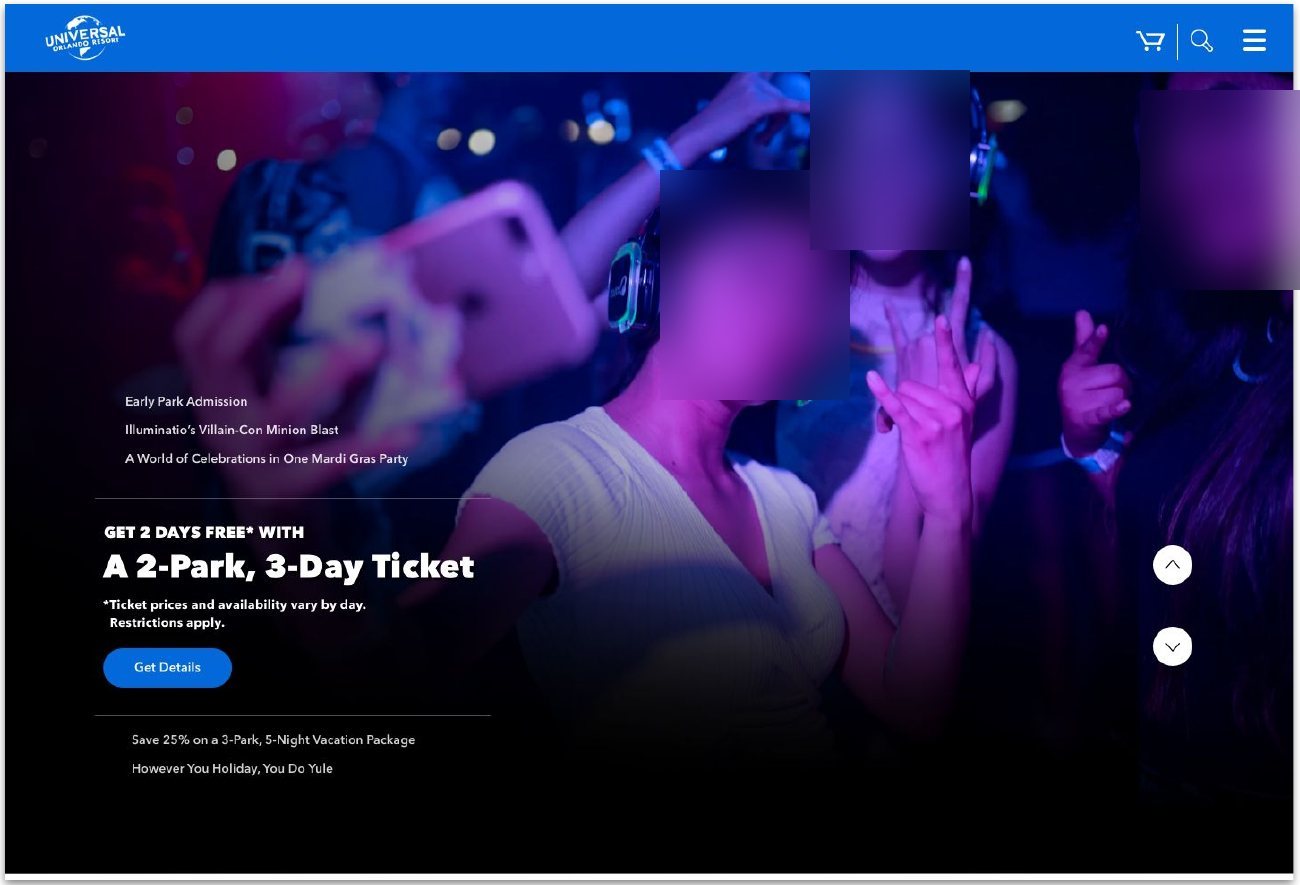 UNIVERSAL
ORLANDO RESORT
Early Park Admission
Illuminatio’s Villain-Con Minion Blast
A World of Celebrations in One Mardi Gras Party
GET 2 DAYS FREE* WITH
A 2-Park, 3-Day Ticket
*Ticket prices and availability vary by day.
Restrictions apply.
Get Details
Save 25% on a 3-Park, 5-Night Vacation Package
However You Holiday, You Do Yule